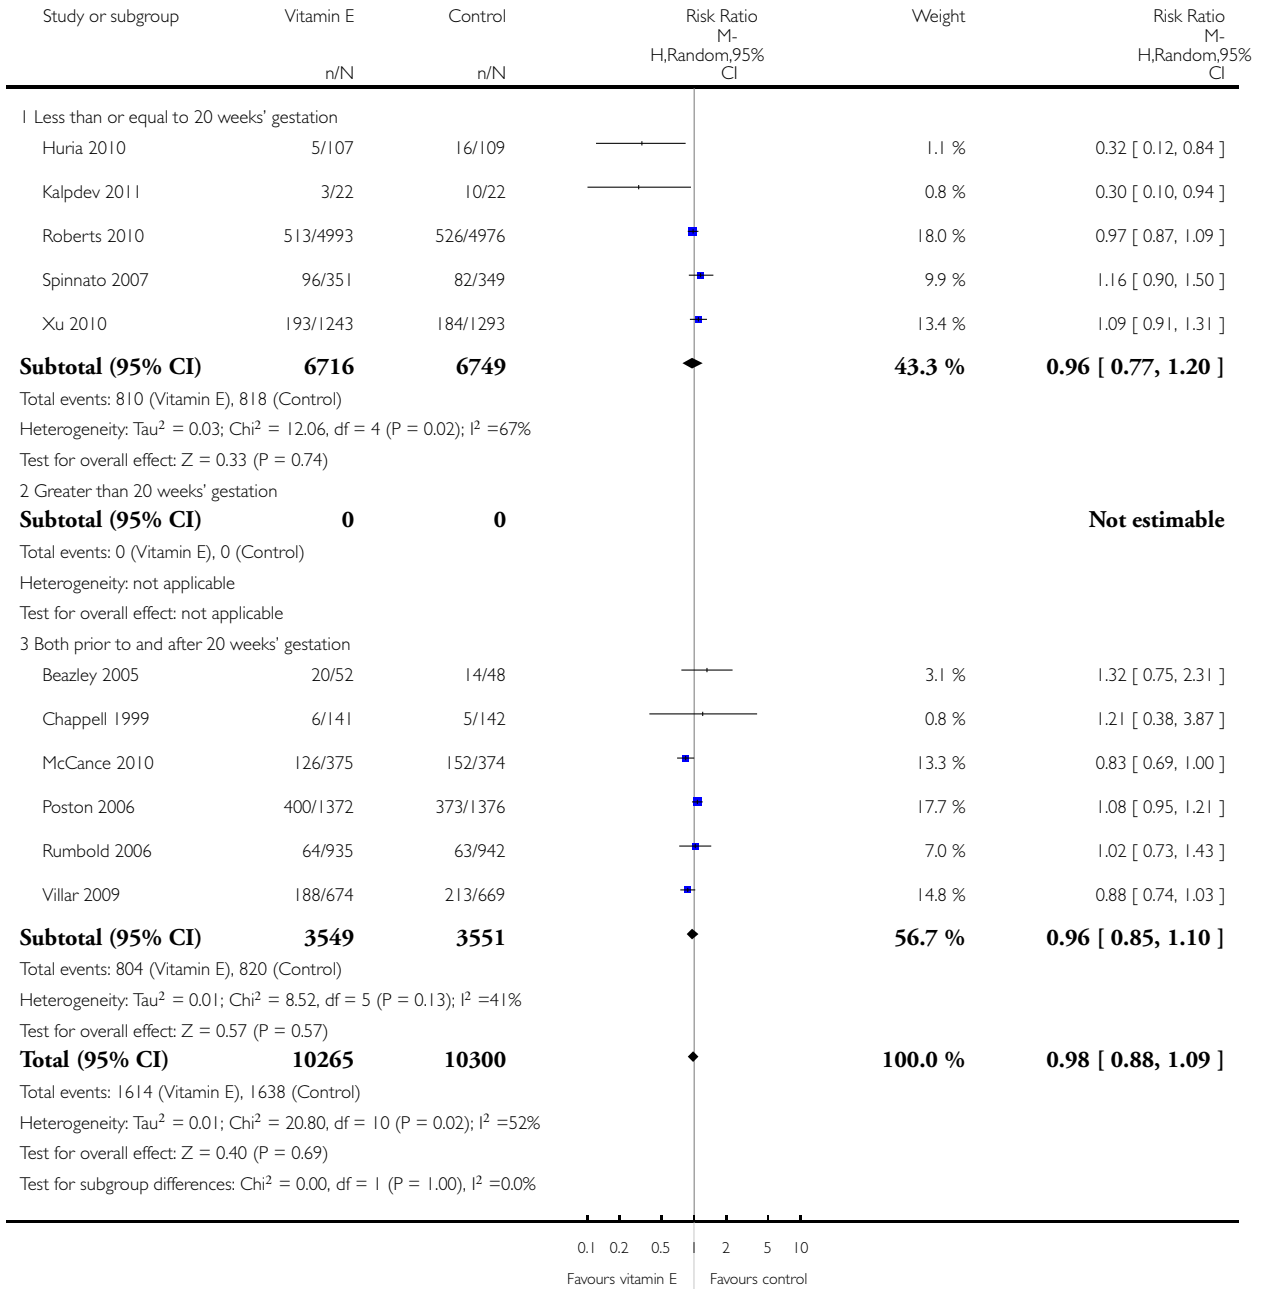 Study or subgroup Vitamin E Control Risk Ratio Weight Risk Ratio
M- M-
H,Random,95% H,Random,95%
n/N n/N CI CI
1 Less than or equal to 20 weeks' gestation
Huria 2010 5/107 16/109 1.1 % 0.32 [ 0.12, 0.84 ]
Kalpdev 2011 3/22 10/22 0.8 % 0.30 [ 0.10, 0.94 ]
Roberts 2010 513/4993 526/4976 18.0 % 0.97 [ 0.87, 1.09 ]
Spinnato 2007 96/351 82/349 9.9 % 1.16 [ 0.90, 1.50 ]
Xu 2010 193/1243 184/1293 13.4 % 1.09 [ 0.91, 1.31 ]
Subtotal (95% CI) 6716 6749 43.3 % 0.96 [ 0.77, 1.20 ]
Total events: 810 (Vitamin E), 818 (Control)
Heterogeneity: Tau² = 0.03; Chi² = 12.06, df = 4 (P = 0.02); I² =67%
Test for overall effect: Z = 0.33 (P = 0.74)
2 Greater than 20 weeks' gestation
Subtotal (95% CI) 0 0 Not estimable
Total events: 0 (Vitamin E), 0 (Control)
Heterogeneity: not applicable
Test for overall effect: not applicable
3 Both prior to and after 20 weeks' gestation
Beazley 2005 20/52 14/48 3.1 % 1.32 [ 0.75, 2.31 ]
Chappell 1999 6/141 5/142 0.8 % 1.21 [ 0.38, 3.87 ]
McCance 2010 126/375 152/374 13.3 % 0.83 [ 0.69, 1.00 ]
Poston 2006 400/1372 373/1376 17.7 % 1.08 [ 0.95, 1.21 ]
Rumbold 2006 64/935 63/942 7.0 % 1.02 [ 0.73, 1.43 ]
Villar 2009 188/674 213/669 14.8 % 0.88 [ 0.74, 1.03 ]
Subtotal (95% CI) 3549 3551 56.7 % 0.96 [ 0.85, 1.10 ]
Total events: 804 (Vitamin E), 820 (Control)
Heterogeneity: Tau² = 0.01; Chi² = 8.52, df = 5 (P = 0.13); I² =41%
Test for overall effect: Z = 0.57 (P = 0.57)
Total (95% CI) 10265 10300 100.0 % 0.98 [ 0.88, 1.09 ]
Total events: 1614 (Vitamin E), 1638 (Control)
Heterogeneity: Tau² = 0.01; Chi² = 20.80, df = 10 (P = 0.02); I² =52%
Test for overall effect: Z = 0.40 (P = 0.69)
Test for subgroup differences: Chi² = 0.00, df = 1 (P = 1.00), I² =0.0%
0.1 0.2 0.5 1 2 5 10
Favours vitamin E Favours control